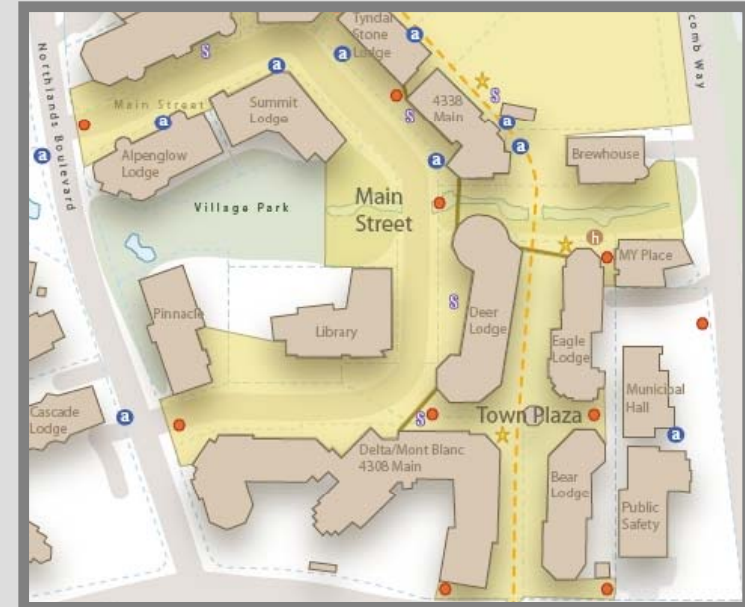 Northlands Boulevard
Tyndal
Stone
Lodge
comb Way
Main Street
Summit
Lodge
4338
Main
Alpenglow
Lodge
Brewhouse
Village Park
Main
Street
MY Place
Pinnacle
Library
Deer
Lodge
Eagle
Lodge
Cascade
Lodge
Town Plaza
Municipal
Hall
Delta/Mont Blanc
4308 Main
Bear
Lodge
Public
Safety
a
a
a
a
a
a
a
a
a
a
S
S
S
S
S
h